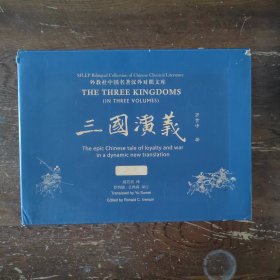 SFLEP Bilingual Collection of Chinese Classical Literature
外教社中国名著汉外对照文库
THE THREE KINGDOMS
(IN THREE VOLUMES)
三國演義
罗贯中 著
The epic Chinese tale of loyalty and war
in a dynamic new translation
Translated by Yu Sumei
Edited by Ronald C. Iverson